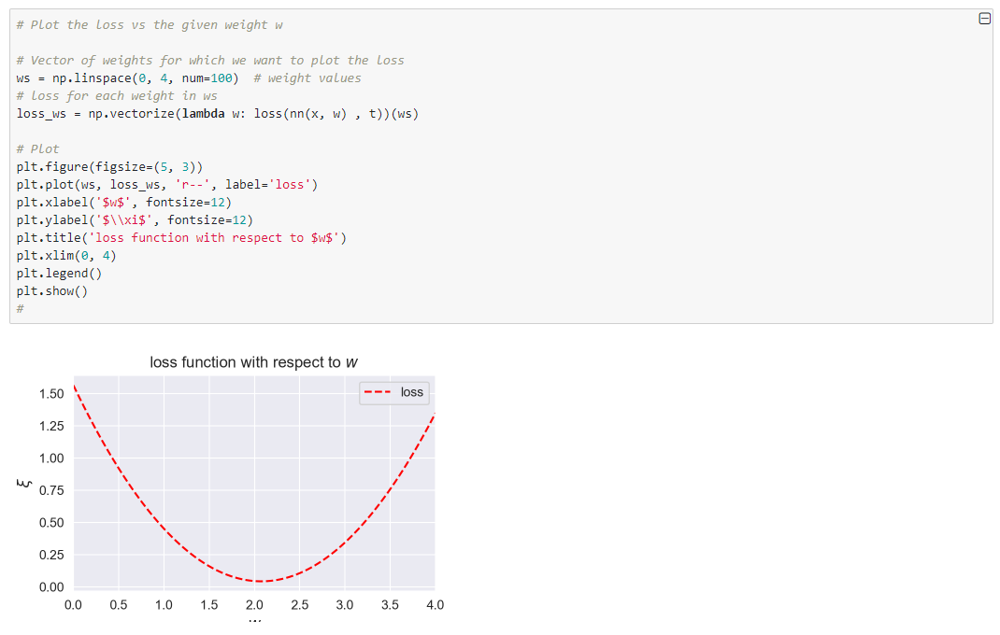 # Plot the loss vs the given weight w
# Vector of weights for which we want to plot the loss
ws = np.linspace(0, 4, num=100)  # weight values
# loss for each weight in ws
loss_ws = np.vectorize(lambda w: loss(nn(x, w) , t))(ws)
# Plot
plt.figure(figsize=(5, 3))
plt.plot(ws, loss_ws, 'r--', label='loss')
plt.xlabel('$w$', fontsize=12)
plt.ylabel('$\\xi$', fontsize=12)
plt.title('loss function with respect to $w$')
plt.xlim(0, 4)
plt.legend()
plt.show()
#
loss function with respect to w
loss
1.50
1.25
1.00
ξ
0.75
0.50
0.25
0.00
0.0 0.5 1.0 1.5 2.0 2.5 3.0 3.5 4.0